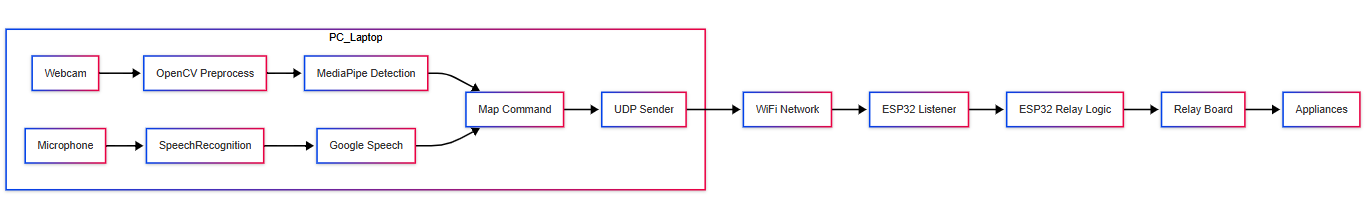 PC_Laptop
Webcam
OpenCV Preprocess
MediaPipe Detection
Microphone
SpeechRecognition
Google Speech
Map Command
UDP Sender
WiFi Network
ESP32 Listener
ESP32 Relay Logic
Relay Board
Appliances